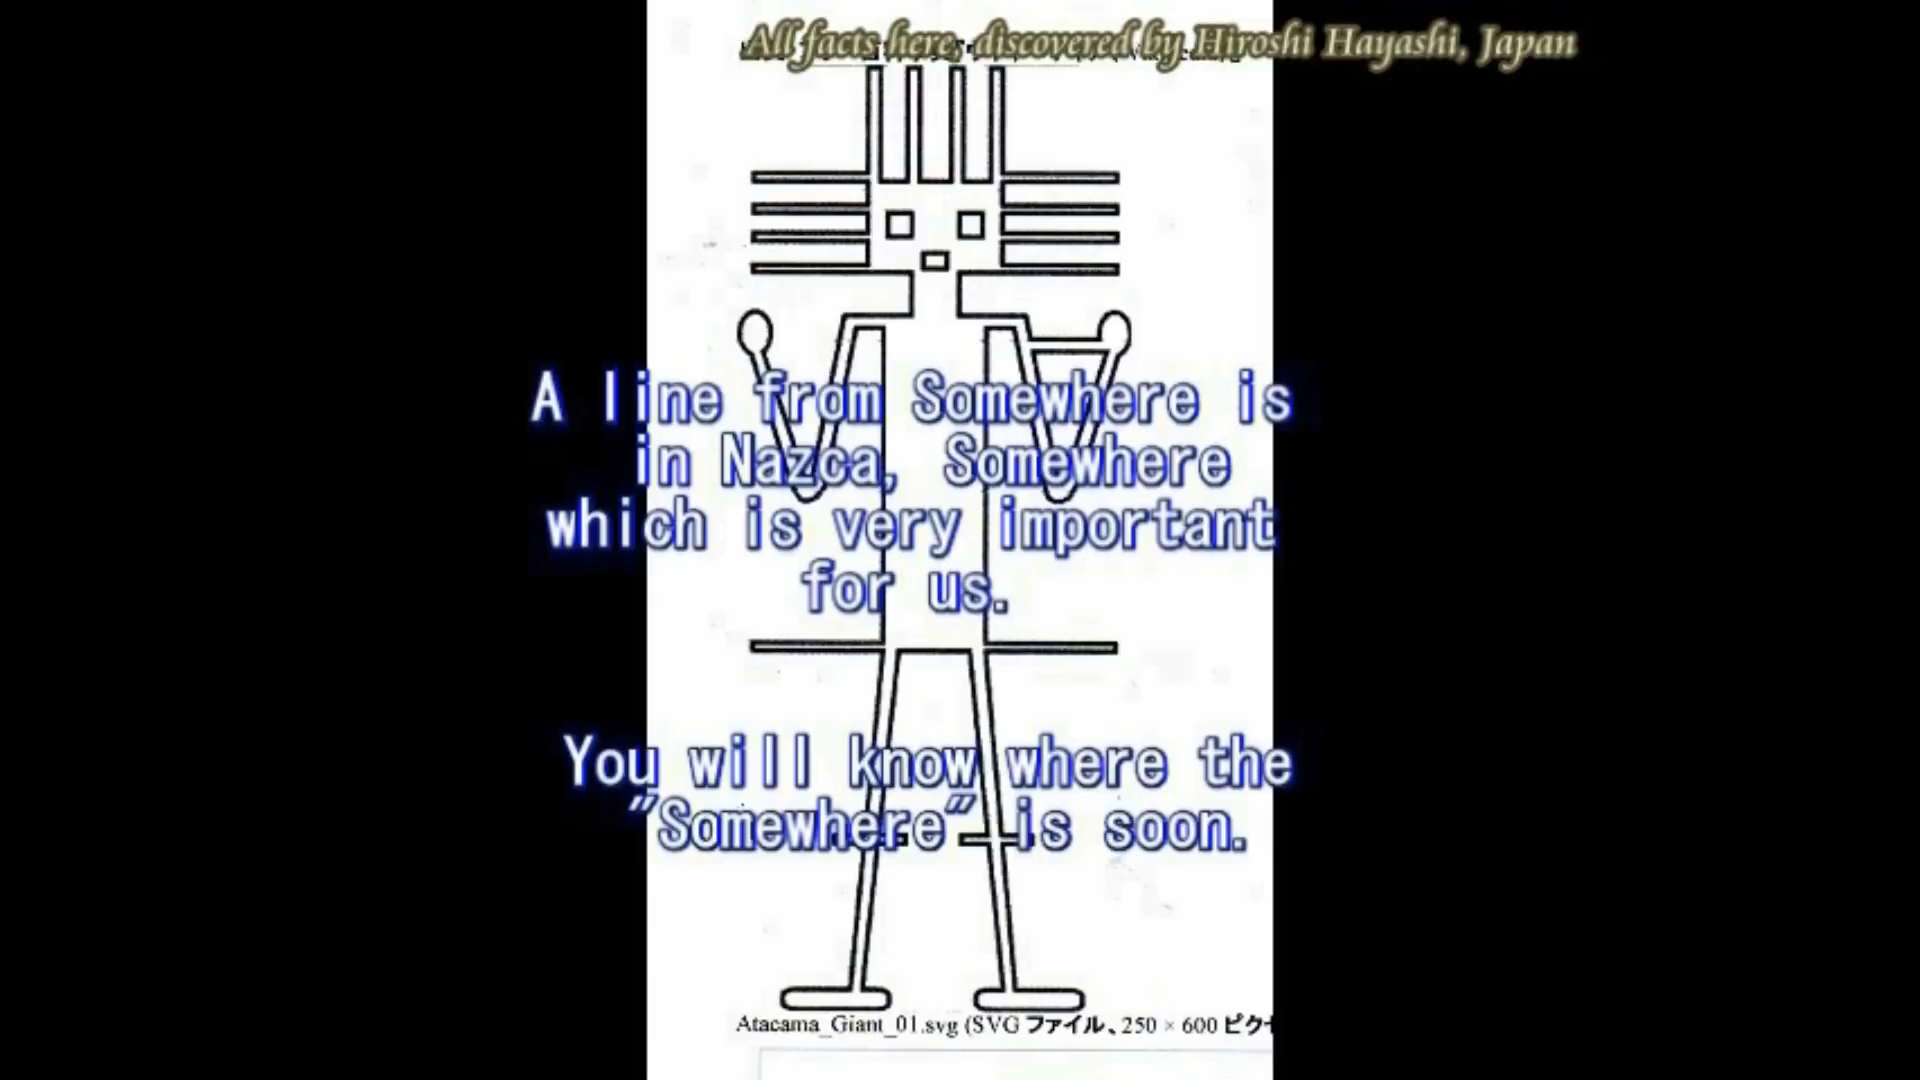 All facts here, discovered by Hiroshi Hayashi, Japan
A line from Somewhere is
in Nazca, Somewhere
which is very important
for us.
You will know where the
"Somewhere" is soon.
Atacama_Giant_01.svg (SVG ファイル、250 × 600 ピク